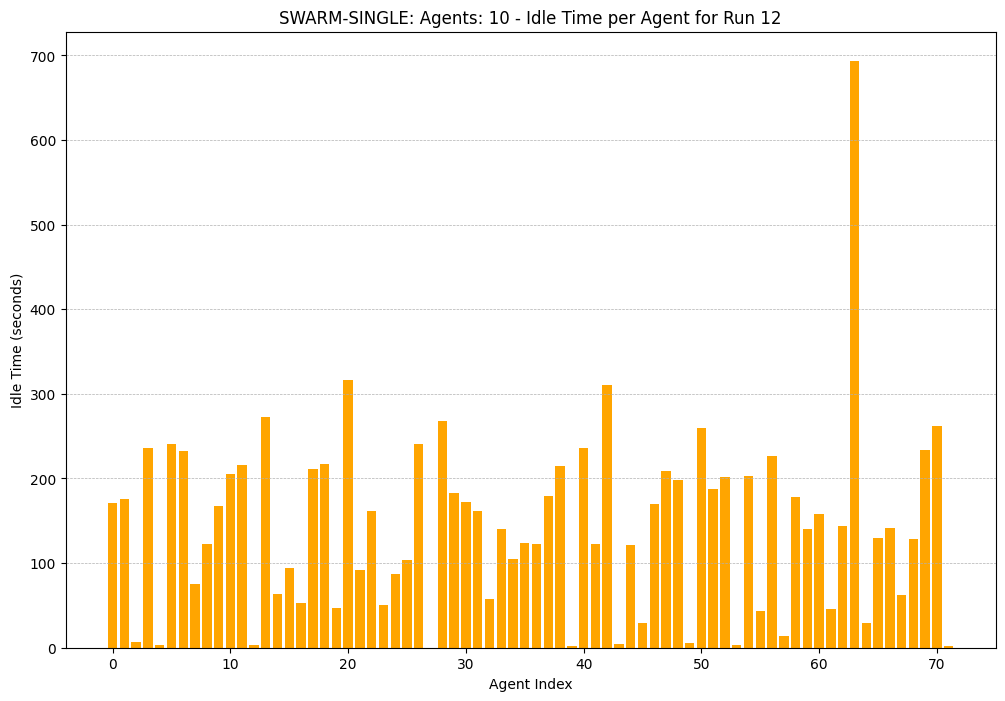 SWARM-SINGLE: Agents: 10 - Idle Time per Agent for Run 12
700
600
500
400
300
200
100
0
Idle Time (seconds)
0 10 20 30 40 50 60 70
Agent Index